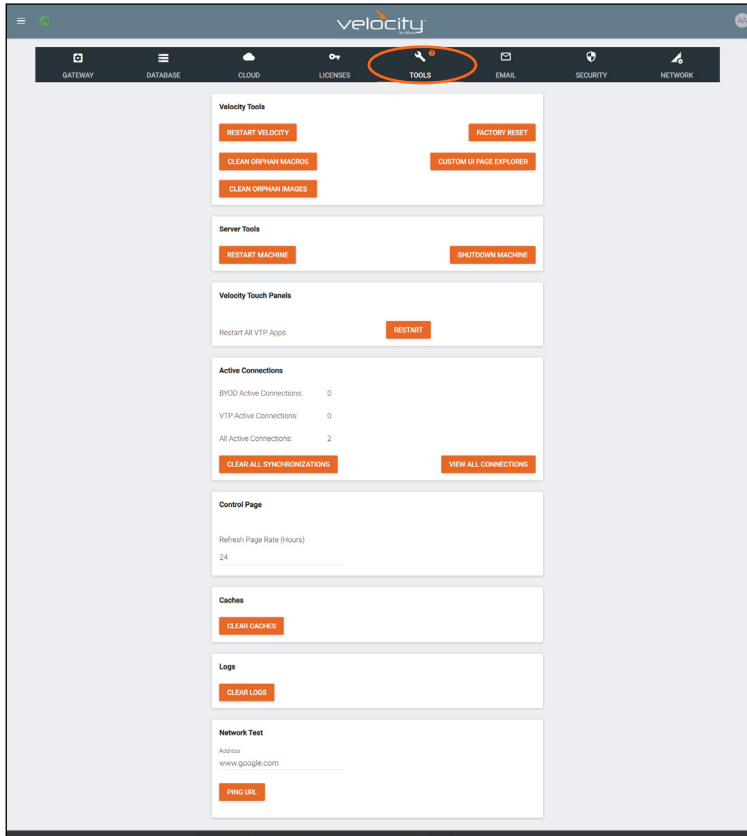 velocity
by Atlona
GATEWAY DATABASE CLOUD LICENSES TOOLS EMAIL SECURITY NETWORK
Velocity Tools
RESTART VELOCITY FACTORY RESET
CLEAN ORPHAN MACROS CUSTOM UI PAGE EXPLORER
CLEAN ORPHAN IMAGES
Server Tools
RESTART MACHINE SHUTDOWN MACHINE
Velocity Touch Panels
Restart All VTP Apps. RESTART
Active Connections
BYOD Active Connections: 0
VTP Active Connections: 0
All Active Connections: 2
CLEAR ALL SYNCHRONIZATIONS VIEW ALL CONNECTIONS
Control Page
Refresh Page Rate (Hours)
24
Caches
CLEAR CACHES
Logs
CLEAR LOGS
Network Test
Address
www.google.com
PING URL